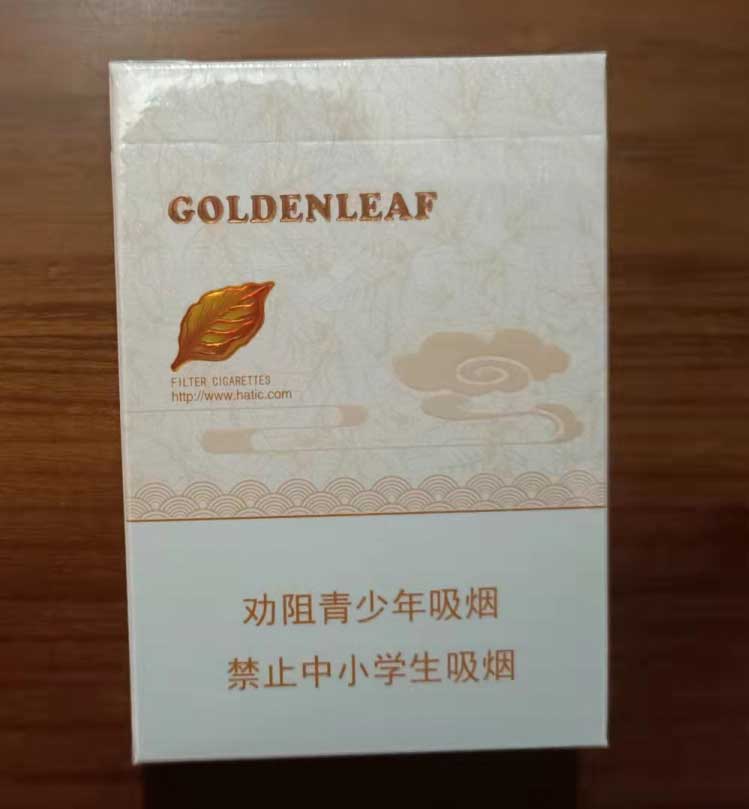 GOLDENLEAF
FILTER CIGARETTES
http://www.hatic.com
劝阻青少年吸烟
禁止中小学生吸烟